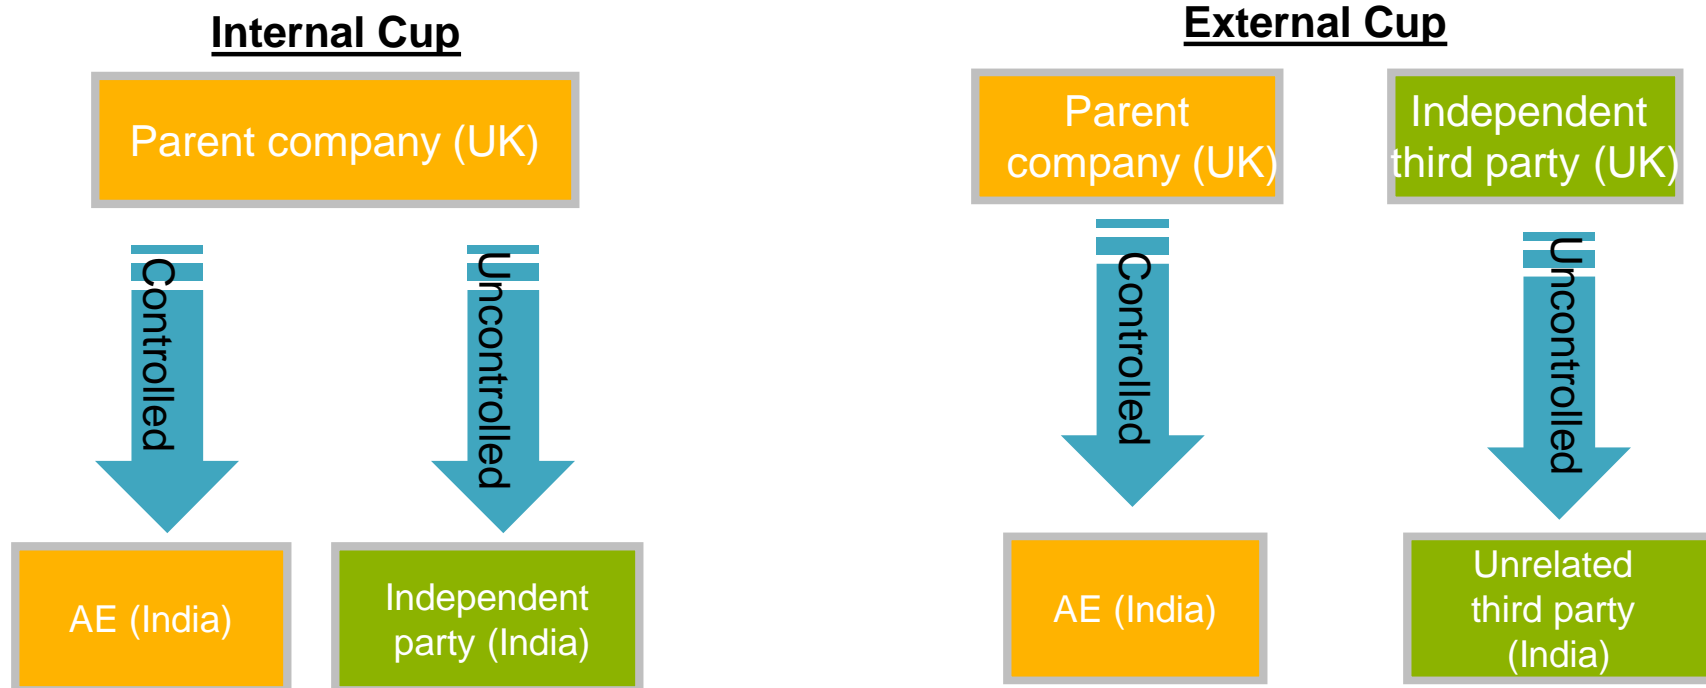 Internal Cup
Parent company (UK)
Controlled
Uncontrolled
AE (India)
Independent
party (India)
External Cup
Parent
company (UK)
Independent
third party (UK)
Controlled
Uncontrolled
AE (India)
Unrelated
third party
(India)